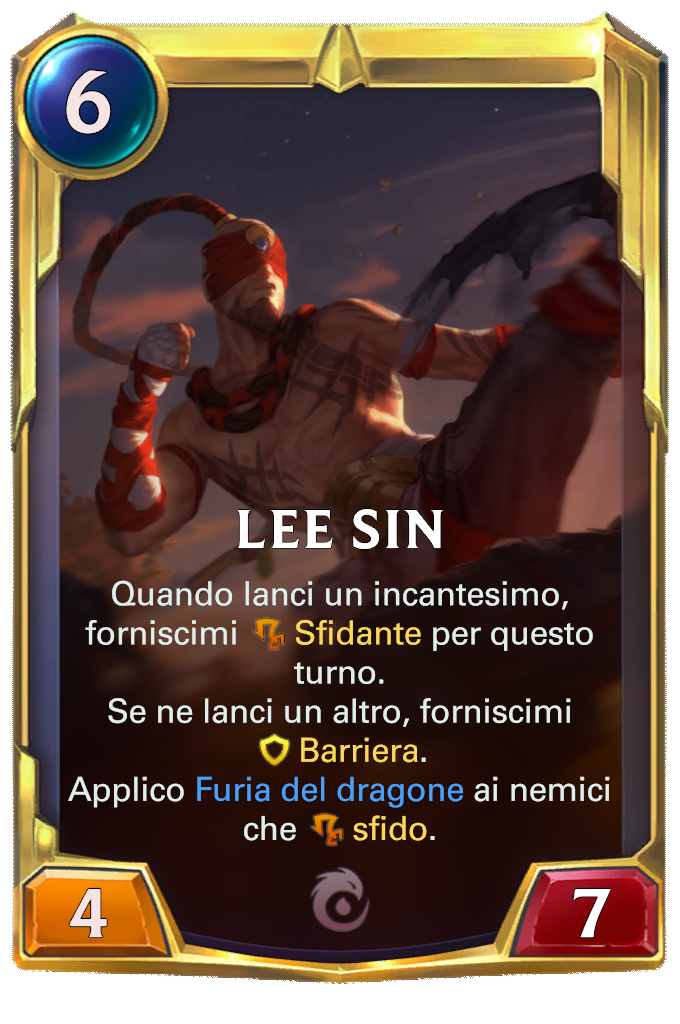 6
LEE SIN
Quando lanci un incantesimo,
forniscimi Sfidante per questo
turno.
Se ne lanci un altro, forniscimi
Barriera.
Applico Furia del dragone ai nemici
che sfido.
4
7